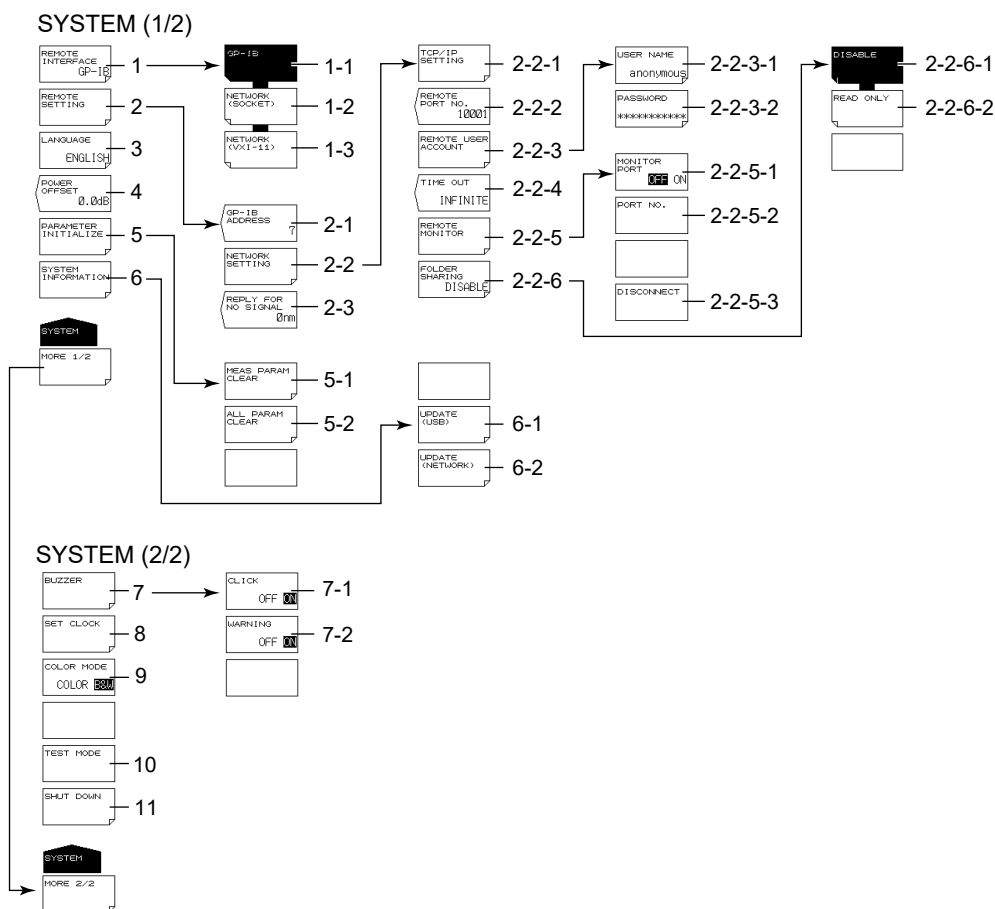 SYSTEM (1/2)
REMOTE
INTERFACE
GP-IB
1
REMOTE
SETTING
2
LANGUAGE
ENGLISH
3
POWER
OFFSET
0.0dB
4
PARAMETER
INITIALIZE
5
SYSTEM
INFORMATION
6
SYSTEM
MORE 1/2
GP-IB
1-1
NETWORK
(SOCKET)
1-2
NETWORK
(VXI-11)
1-3
GP-IB
ADDRESS
7
2-1
NETWORK
SETTING
2-2
REPLY FOR
NO SIGNAL
0nm
2-3
MEAS PARAM
CLEAR
5-1
ALL PARAM
CLEAR
5-2
TCP/IP
SETTING
2-2-1
REMOTE
PORT NO.
10001
2-2-2
REMOTE USER
ACCOUNT
2-2-3
TIME OUT
INFINITE
2-2-4
REMOTE
MONITOR
2-2-5
FOLDER
SHARING
DISABLE
2-2-6
UPDATE
(USB)
6-1
UPDATE
(NETWORK)
6-2
USER NAME
anonymous
2-2-3-1
PASSWORD
***********
2-2-3-2
MONITOR
PORT
OFF ON
2-2-5-1
PORT NO.
2-2-5-2
DISCONNECT
2-2-5-3
DISABLE
2-2-6-1
READ ONLY
2-2-6-2
SYSTEM (2/2)
BUZZER
7
SET CLOCK
8
COLOR MODE
COLOR B&W
9
TEST MODE
10
SHUT DOWN
11
SYSTEM
MORE 2/2
CLICK
OFF ON
7-1
WARNING
OFF ON
7-2